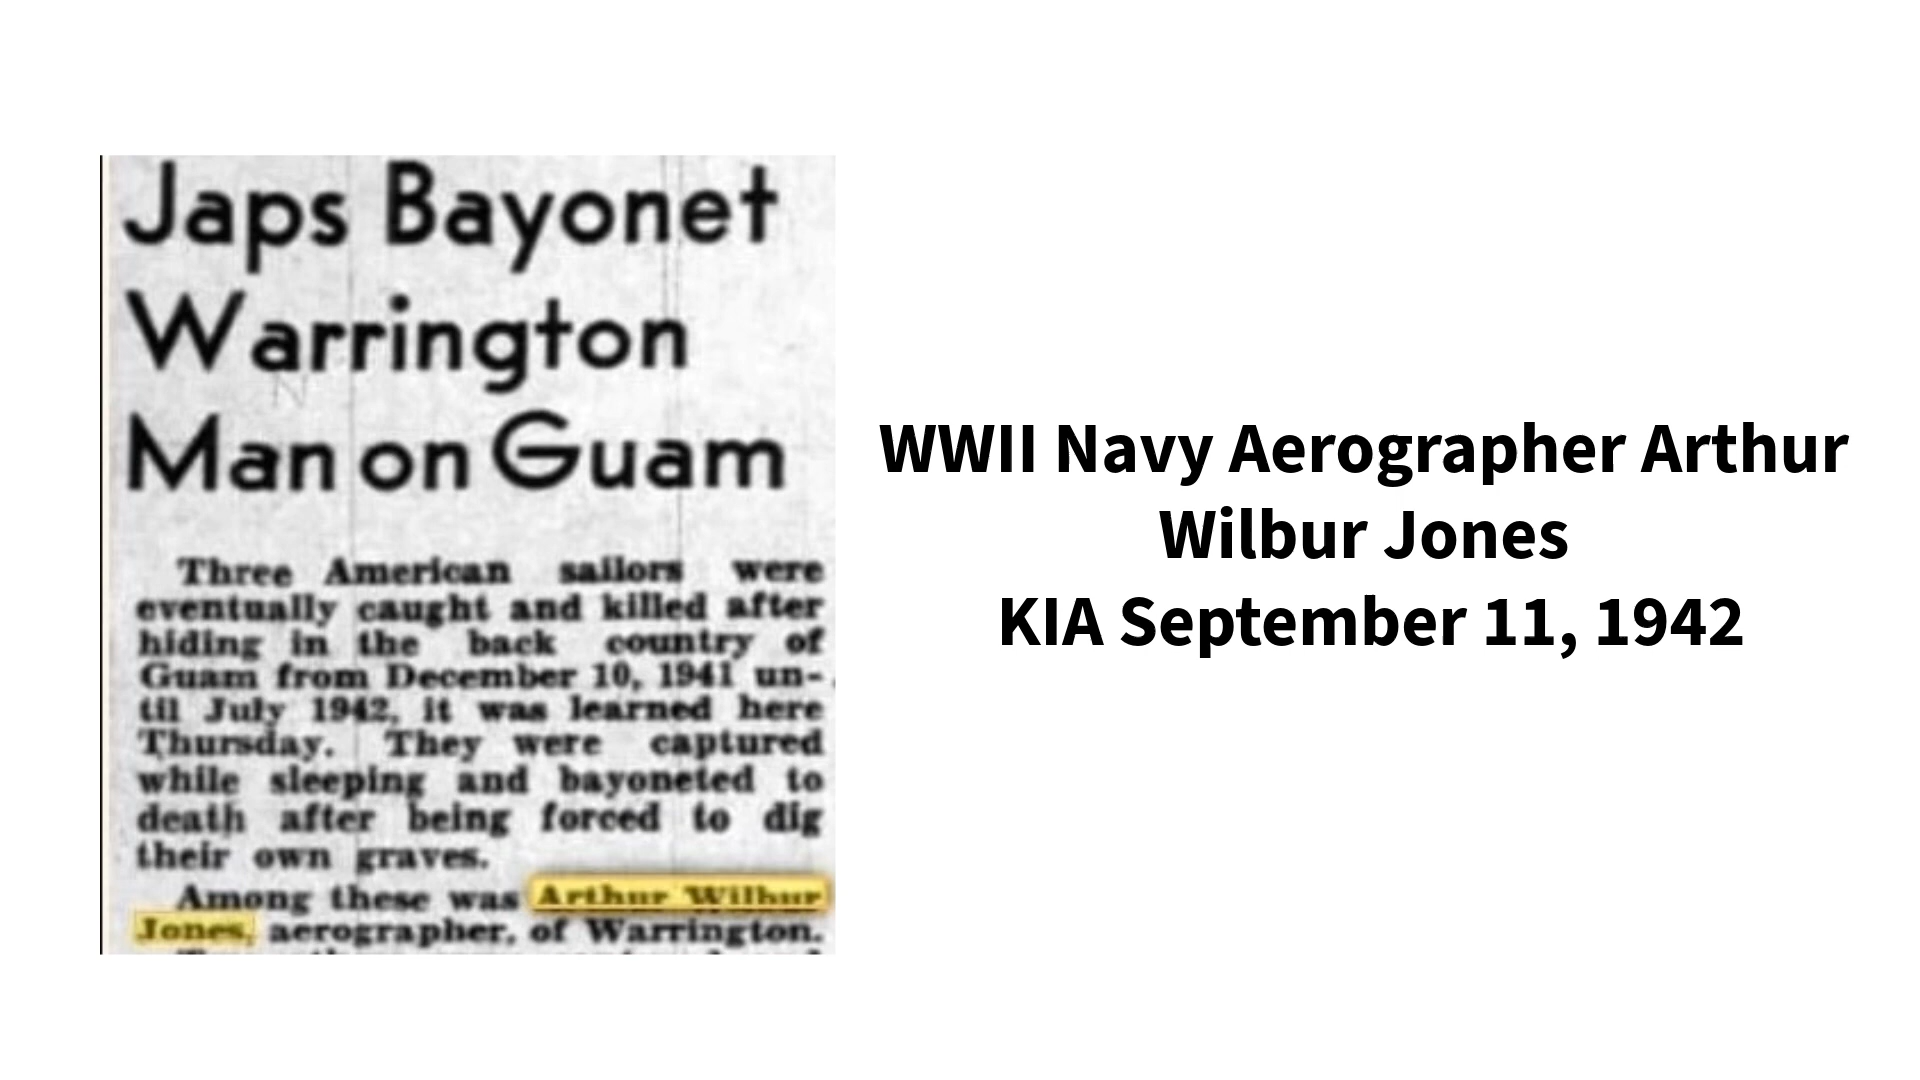 Japs Bayonet
Warrington
Man on Guam
Three American sailors were
eventually caught and killed after
hiding in the back country of
Guam from December 10, 1941 un-
til July 1942, it was learned here
Thursday. They were captured
while sleeping and bayoneted to
death after being forced to dig
their own graves.
Among these was Arthur Wilbur
Jones, aerographer, of Warrington.
WWII Navy Aerographer Arthur
Wilbur Jones
KIA September 11, 1942